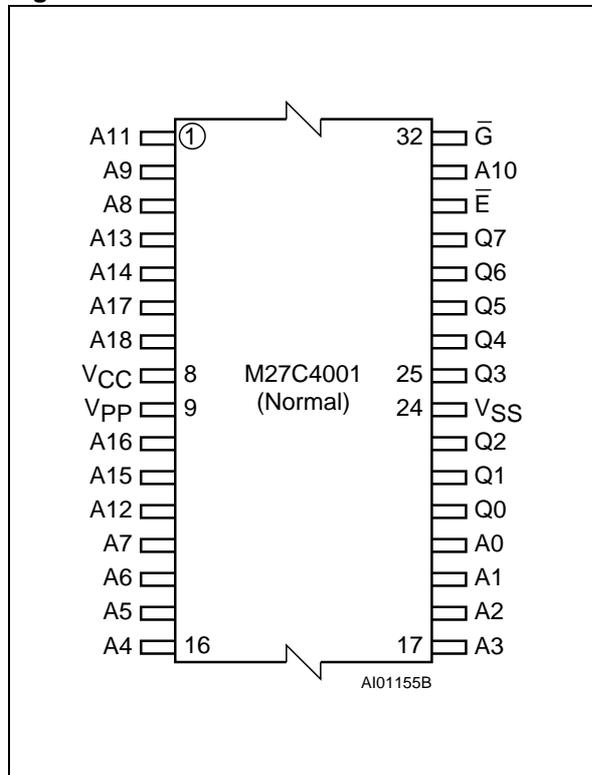 A11 1 32 G̅
A9 A10
A8 E̅
A13 Q7
A14 Q6
A17 Q5
A18 Q4
VCC 8 M27C4001 25 Q3
VPP 9 (Normal) 24 VSS
A16 Q2
A15 Q1
A12 Q0
A7 A0
A6 A1
A5 A2
A4 16 17 A3
AI01155B